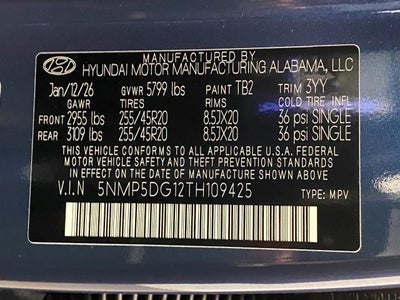 MANUFACTURED BY
HYUNDAI MOTOR MANUFACTURING ALABAMA, LLC
Jan/12/26 GVWR 5799 lbs PAINT TB2 TRIM 3YY
GAWR TIRES RIMS COLD TIRE INFL
FRONT 2955 lbs 255/45R20 8.5JX20 36 psi SINGLE
REAR 3109 lbs 255/45R20 8.5JX20 36 psi SINGLE
THIS VEHICLE CONFORMS TO ALL APPLICABLE U.S.A FEDERAL
MOTOR VEHICLE SAFETY STANDARDS IN EFFECT ON THE
DATE OF MANUFACTURE SHOWN ABOVE
V.I.N 5NMP5DG12TH109425 TYPE: MPV